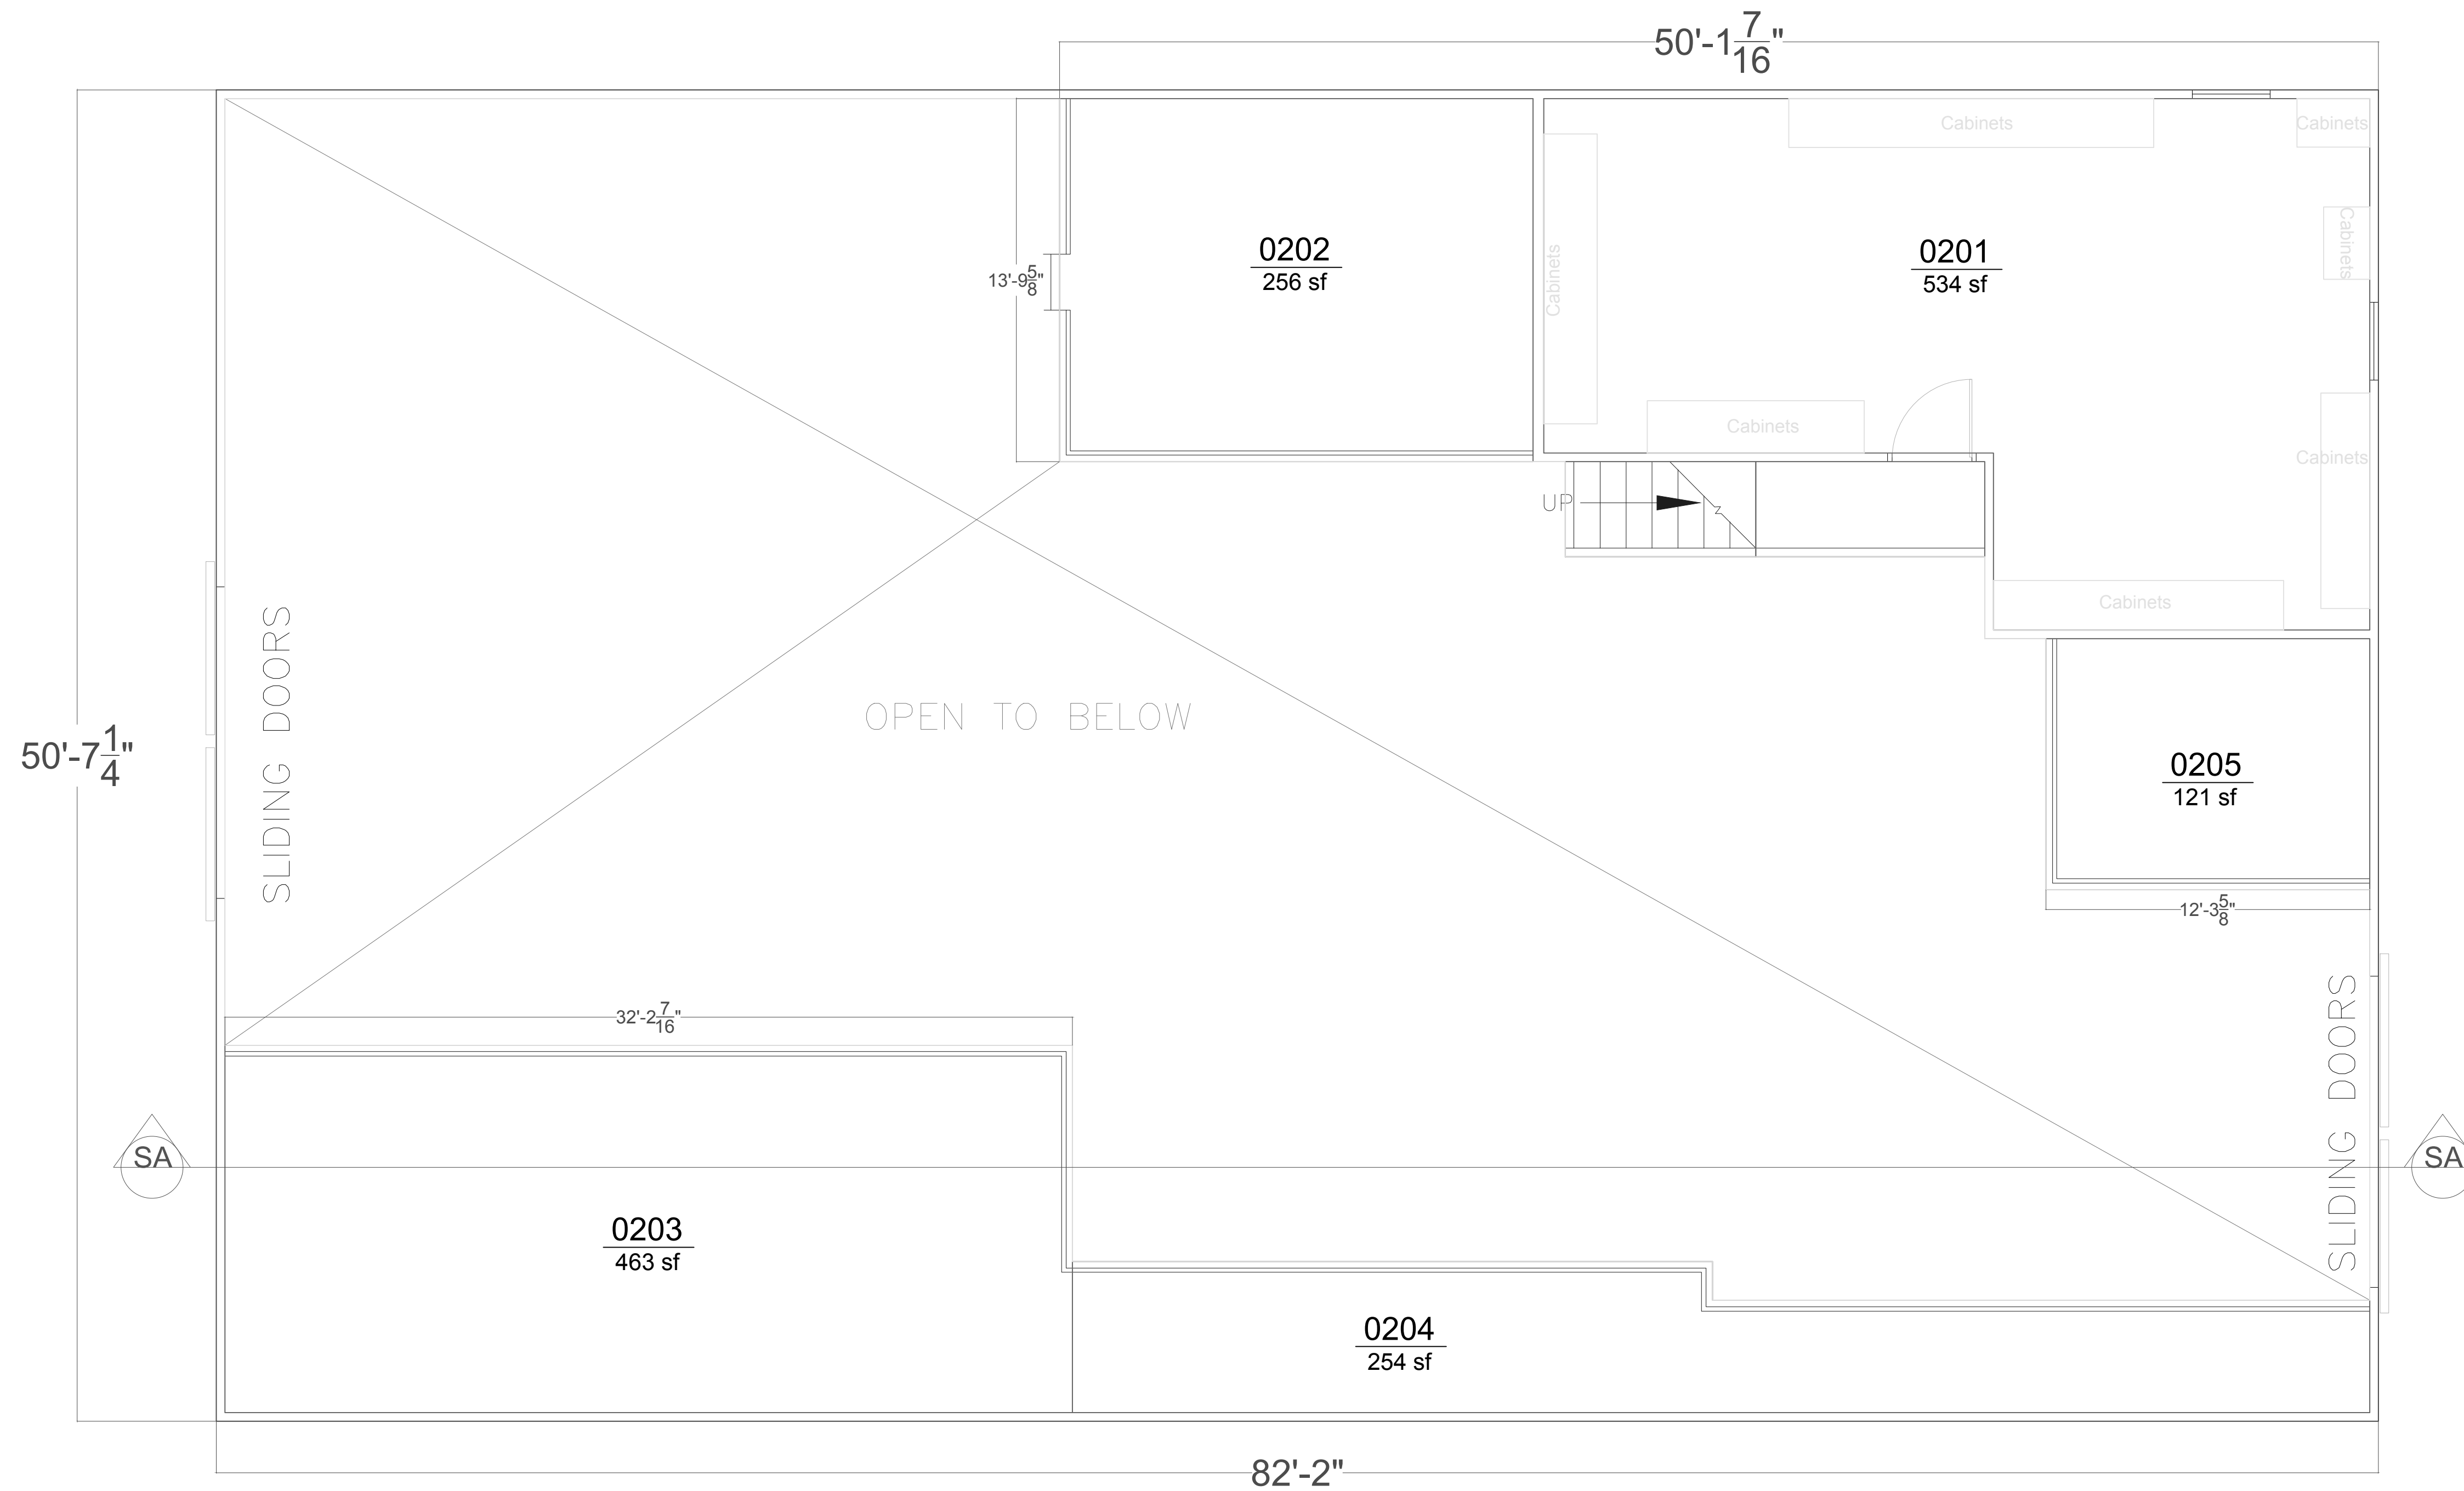 50'-1 7/16"
Cabinets
Cabinets
Cabinets
Cabinets
0202
256 sf
0201
534 sf
13'-9 5/8"
Cabinets
Cabinets
UP
Cabinets
SLIDING DOORS
OPEN TO BELOW
50'-7 1/4"
0205
121 sf
12'-3 5/8"
32'-2 7/16"
SLIDING DOORS
SA
SA
0203
463 sf
0204
254 sf
82'-2"